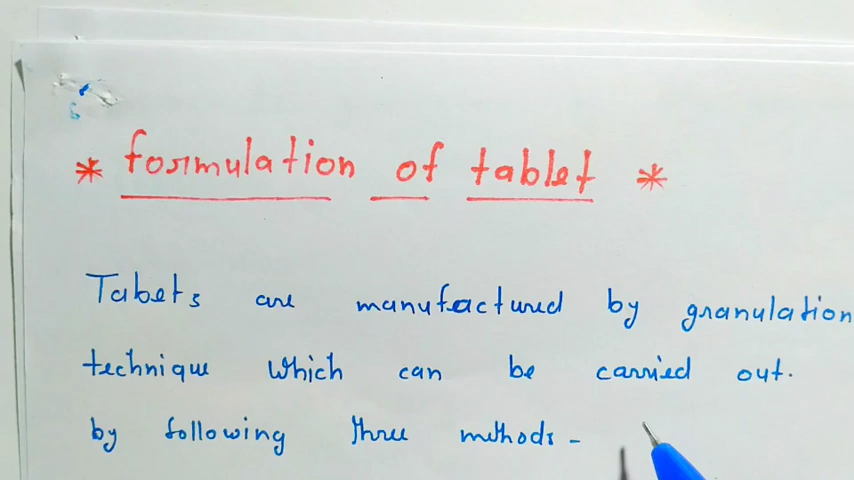 * formulation of tablet *
Tabets are manufactured by granulation
technique which can be carried out.
by following three methods -